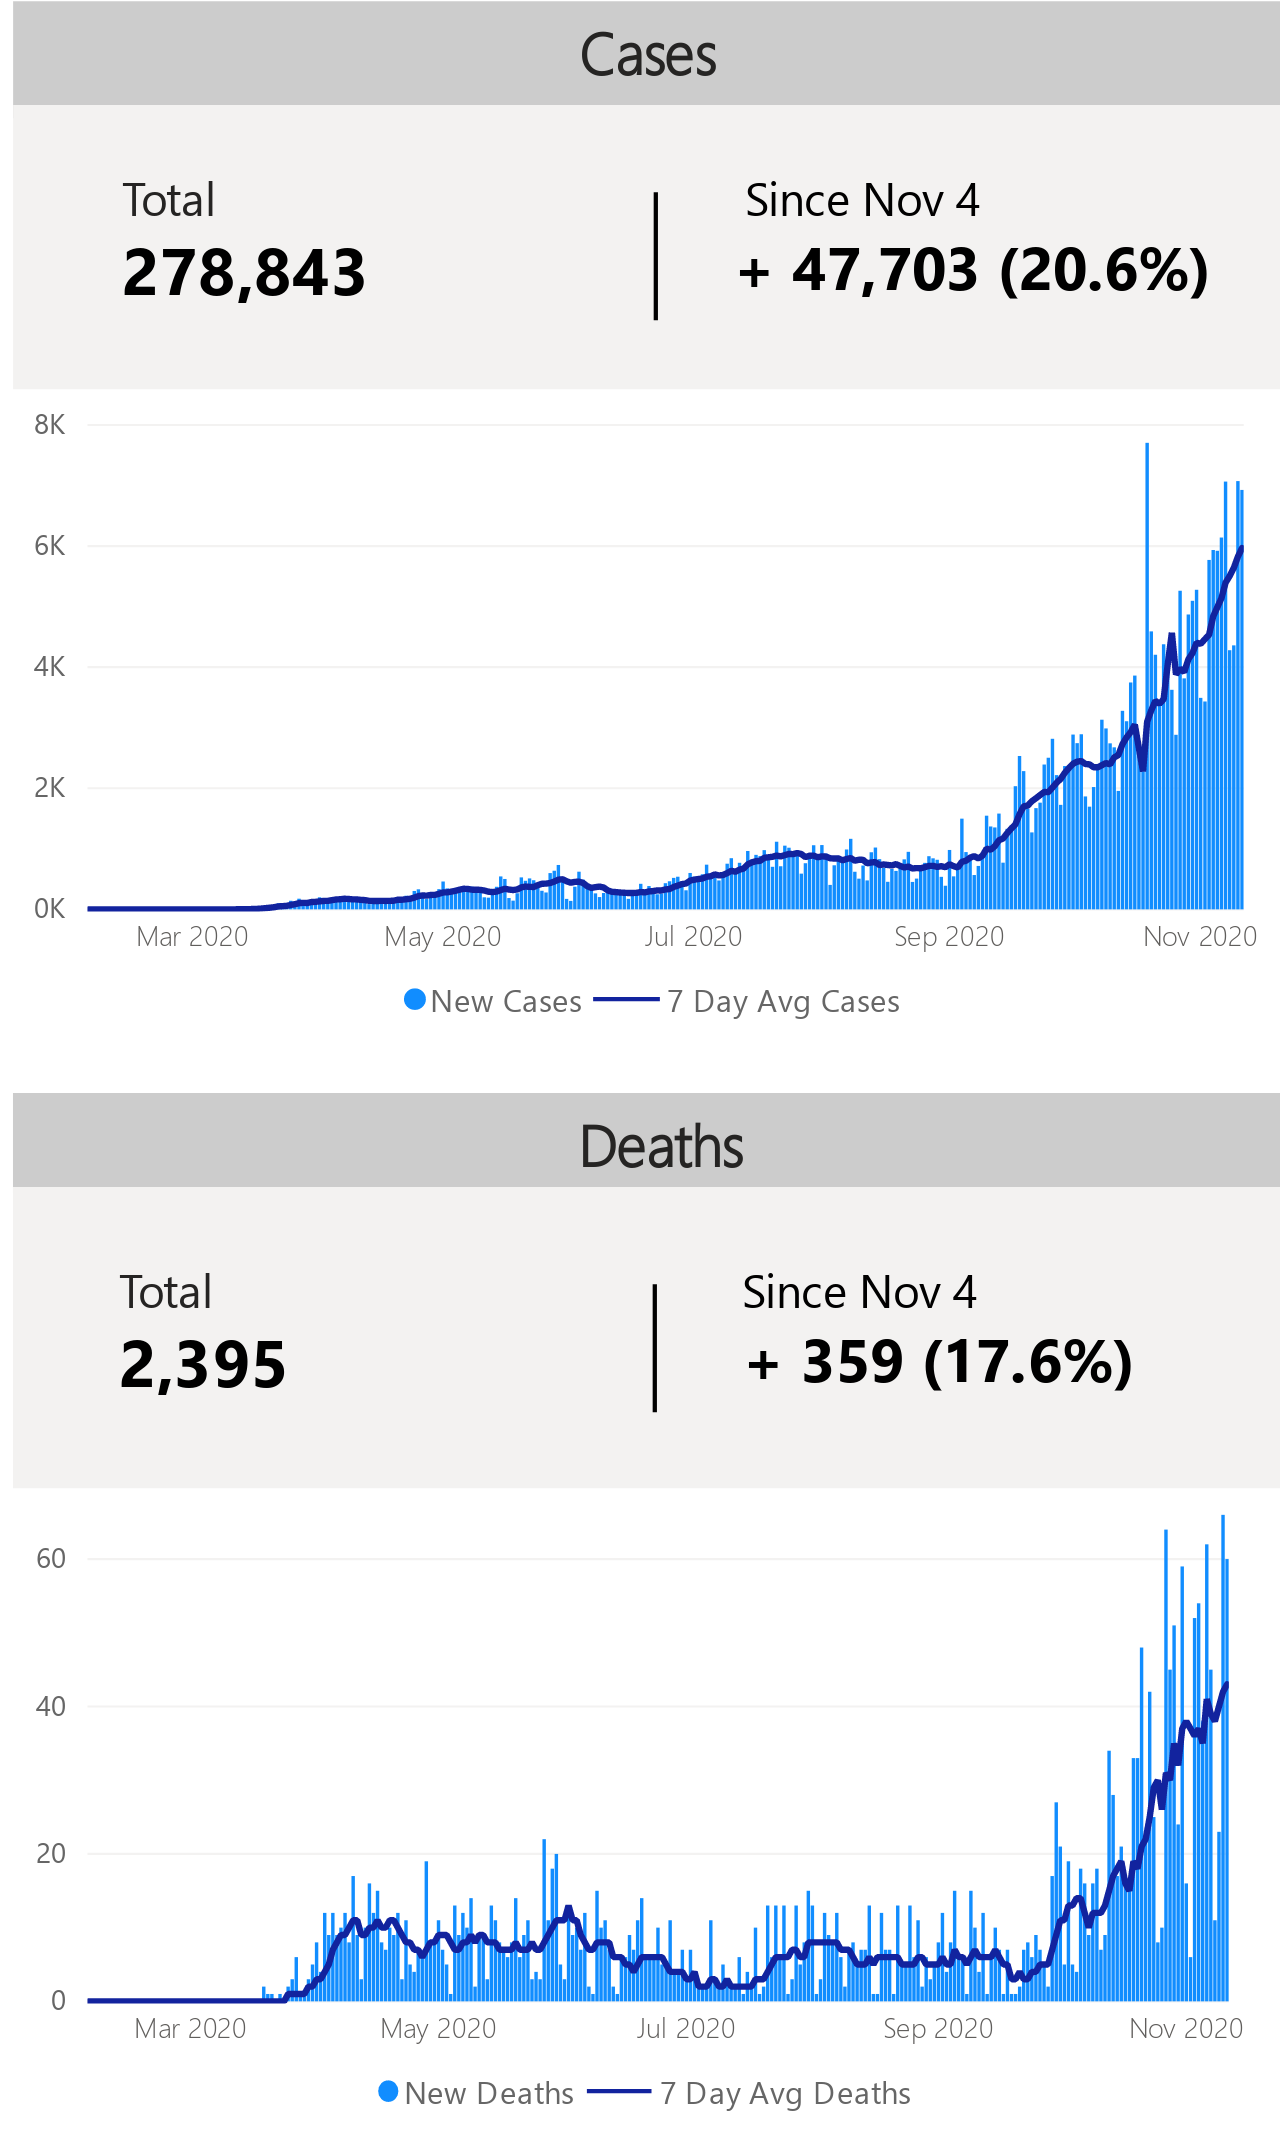 Cases
Total
278,843
Since Nov 4
+ 47,703 (20.6%)
8K
6K
4K
2K
0K
Mar 2020 May 2020 Jul 2020 Sep 2020 Nov 2020
New Cases 7 Day Avg Cases
Deaths
Total
2,395
Since Nov 4
+ 359 (17.6%)
60
40
20
0
Mar 2020 May 2020 Jul 2020 Sep 2020 Nov 2020
New Deaths 7 Day Avg Deaths